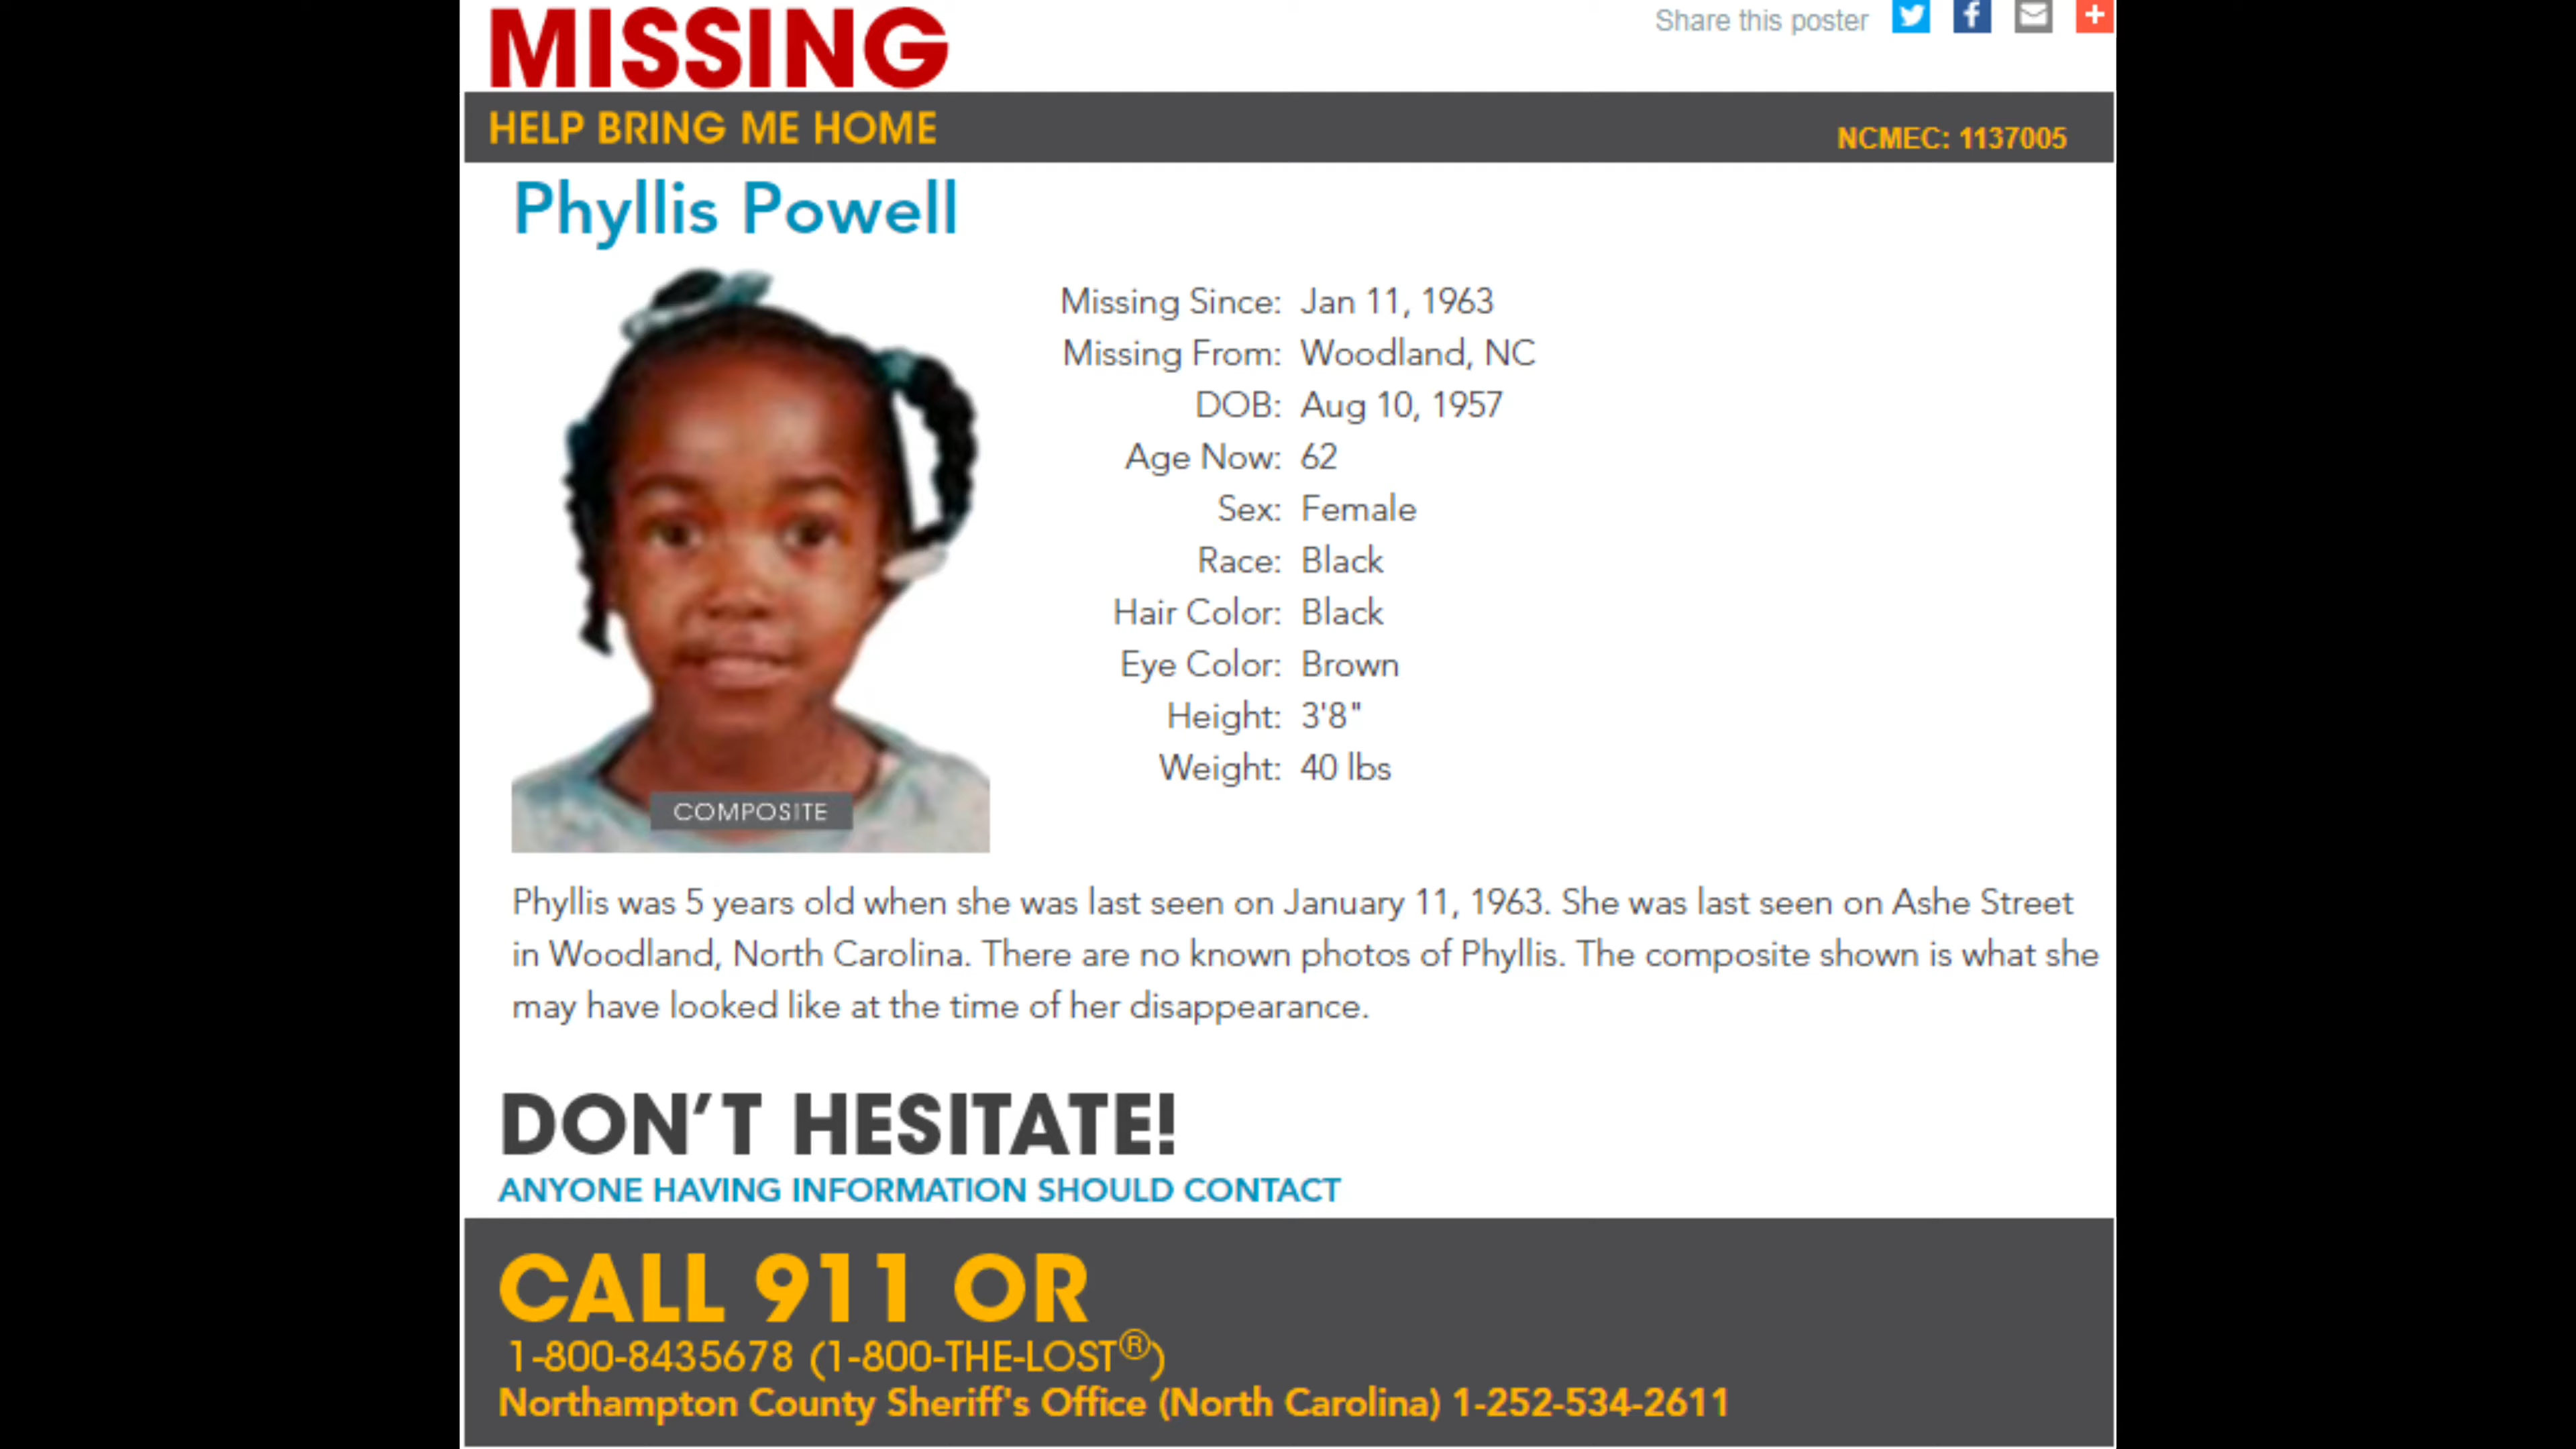 MISSING
Share this poster
HELP BRING ME HOME
NCMEC: 1137005
Phyllis Powell
Missing Since: Jan 11, 1963
Missing From: Woodland, NC
DOB: Aug 10, 1957
Age Now: 62
Sex: Female
Race: Black
Hair Color: Black
Eye Color: Brown
Height: 3'8"
Weight: 40 lbs
COMPOSITE
Phyllis was 5 years old when she was last seen on January 11, 1963. She was last seen on Ashe Street
in Woodland, North Carolina. There are no known photos of Phyllis. The composite shown is what she
may have looked like at the time of her disappearance.
DON'T HESITATE!
ANYONE HAVING INFORMATION SHOULD CONTACT
CALL 911 OR
1-800-8435678 (1-800-THE-LOST®)
Northampton County Sheriff's Office (North Carolina) 1-252-534-2611